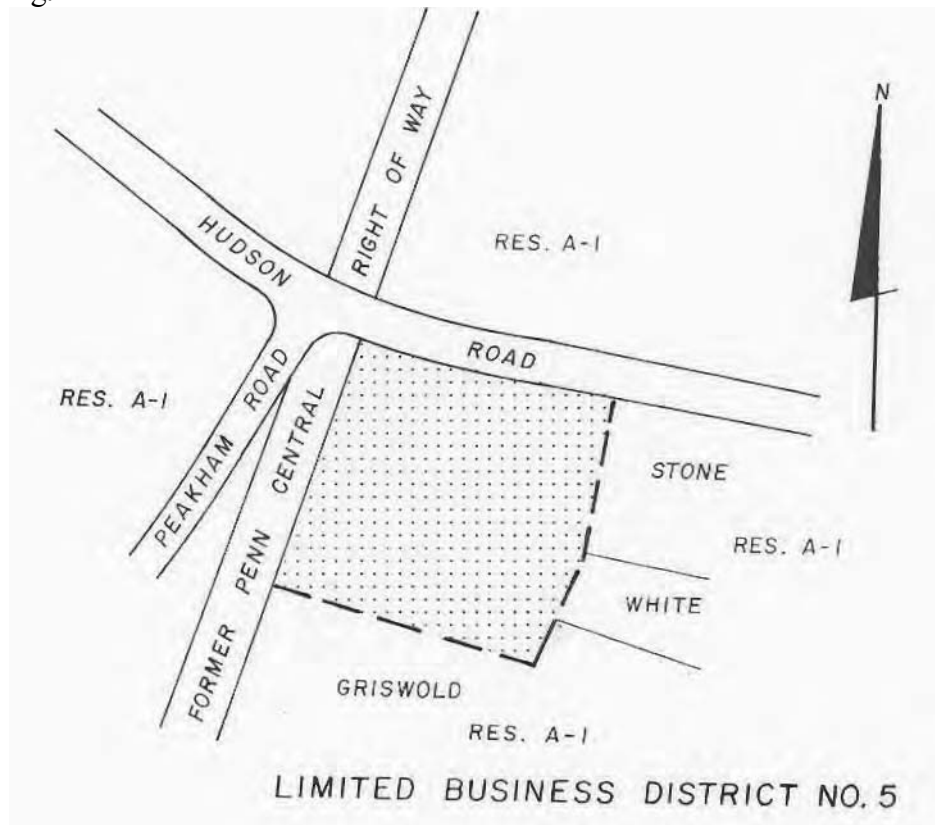 N
RIGHT OF WAY
HUDSON
RES. A-1
ROAD
RES. A-1
PEAKHAM ROAD
FORMER PENN CENTRAL
STONE
RES. A-1
WHITE
GRISWOLD
RES. A-1
LIMITED BUSINESS DISTRICT NO. 5